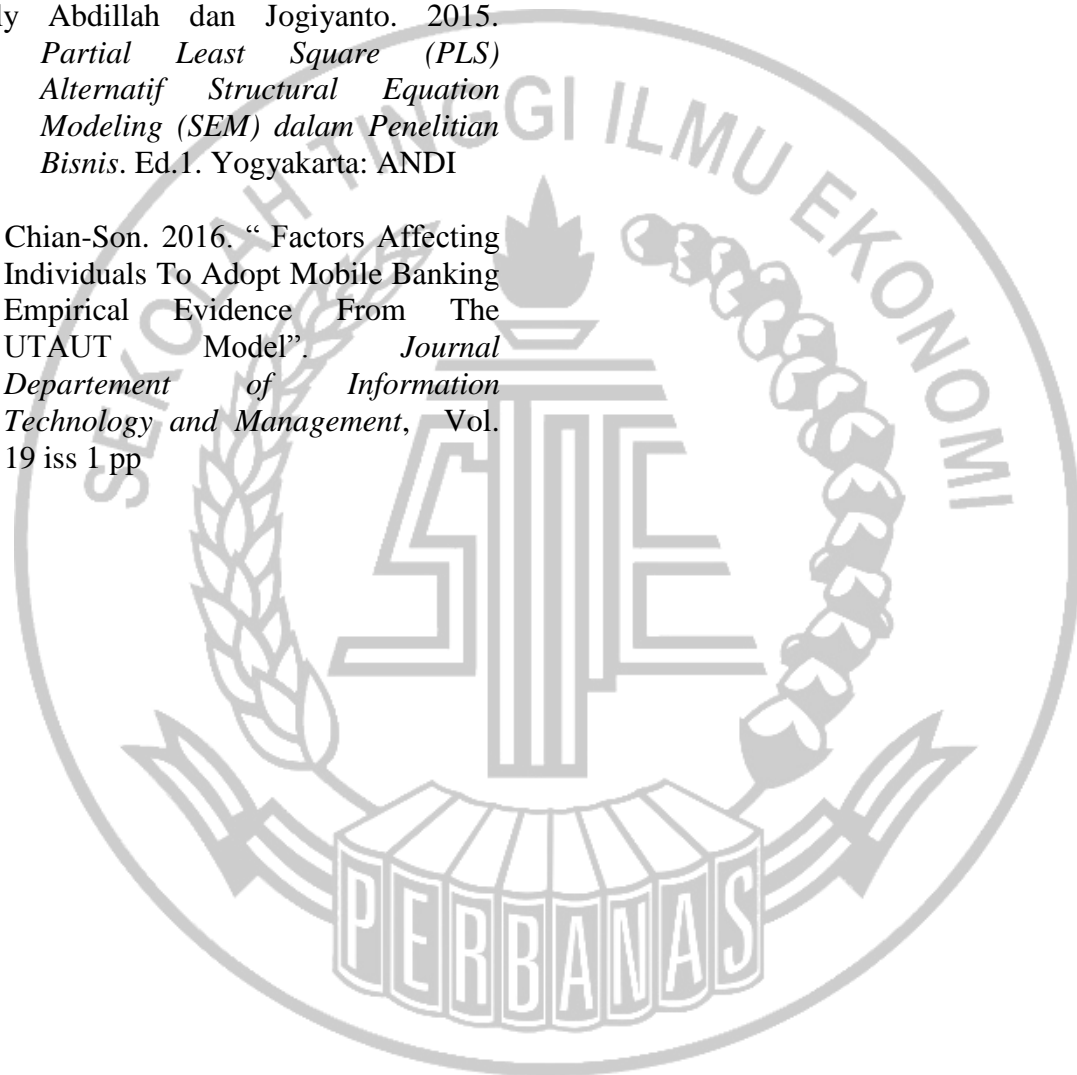 ly Abdillah dan Jogiyanto. 2015.
Partial Least Square (PLS)
Alternatif Structural Equation
Modeling (SEM) dalam Penelitian
Bisnis. Ed.1. Yogyakarta: ANDI
Chian-Son. 2016. “ Factors Affecting
Individuals To Adopt Mobile Banking
Empirical Evidence From The
UTAUT Model”. Journal
Departement of Information
Technology and Management, Vol.
19 iss 1 pp
SEKOLAH TINGGI ILMU EKONOMI
STIE
PERBANAS